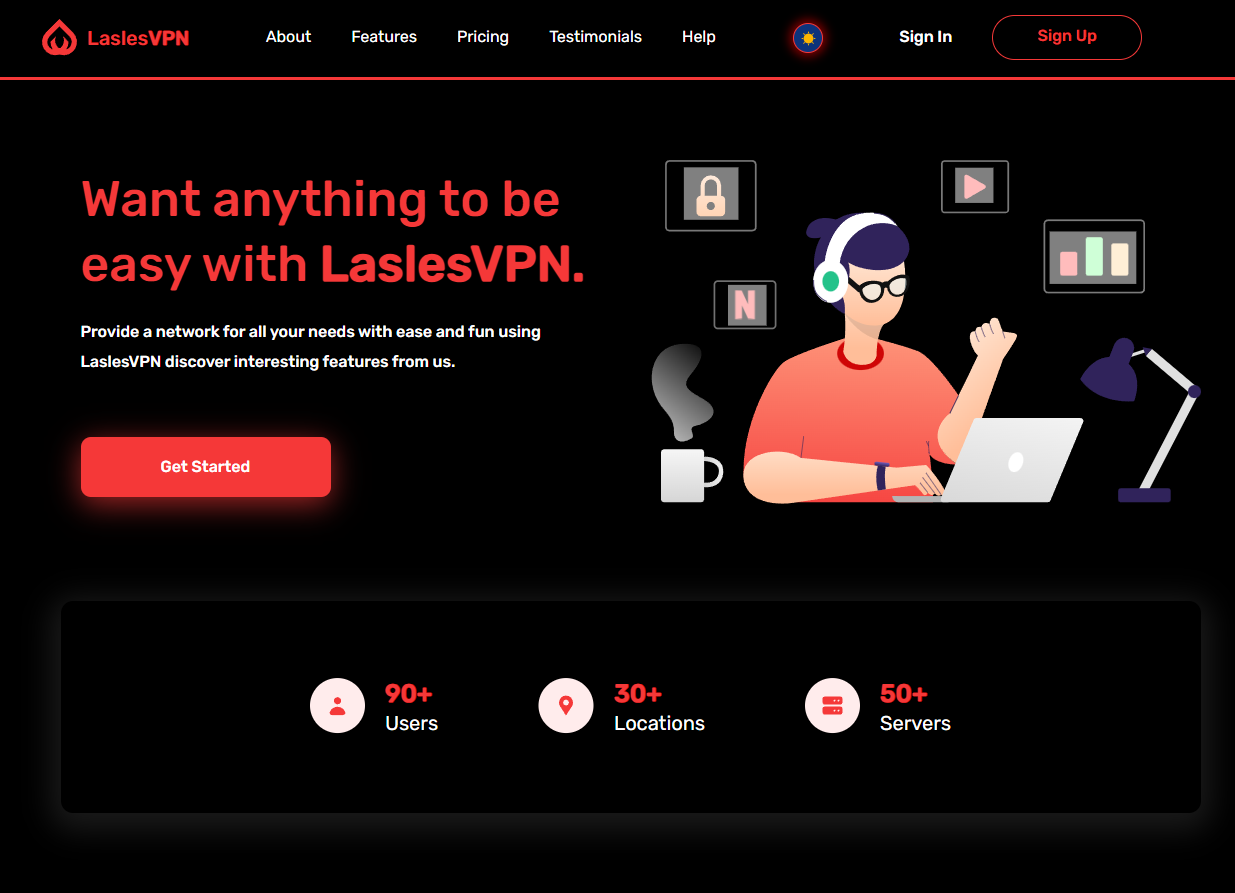 LaslesVPN
About
Features
Pricing
Testimonials
Help
Sign In
Sign Up
Want anything to be
easy with LaslesVPN.
Provide a network for all your needs with ease and fun using
LaslesVPN discover interesting features from us.
Get Started
N
90+
Users
30+
Locations
50+
Servers